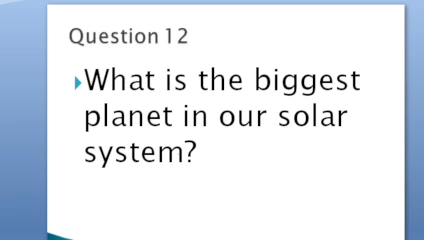 Question 12
What is the biggest
planet in our solar
system?